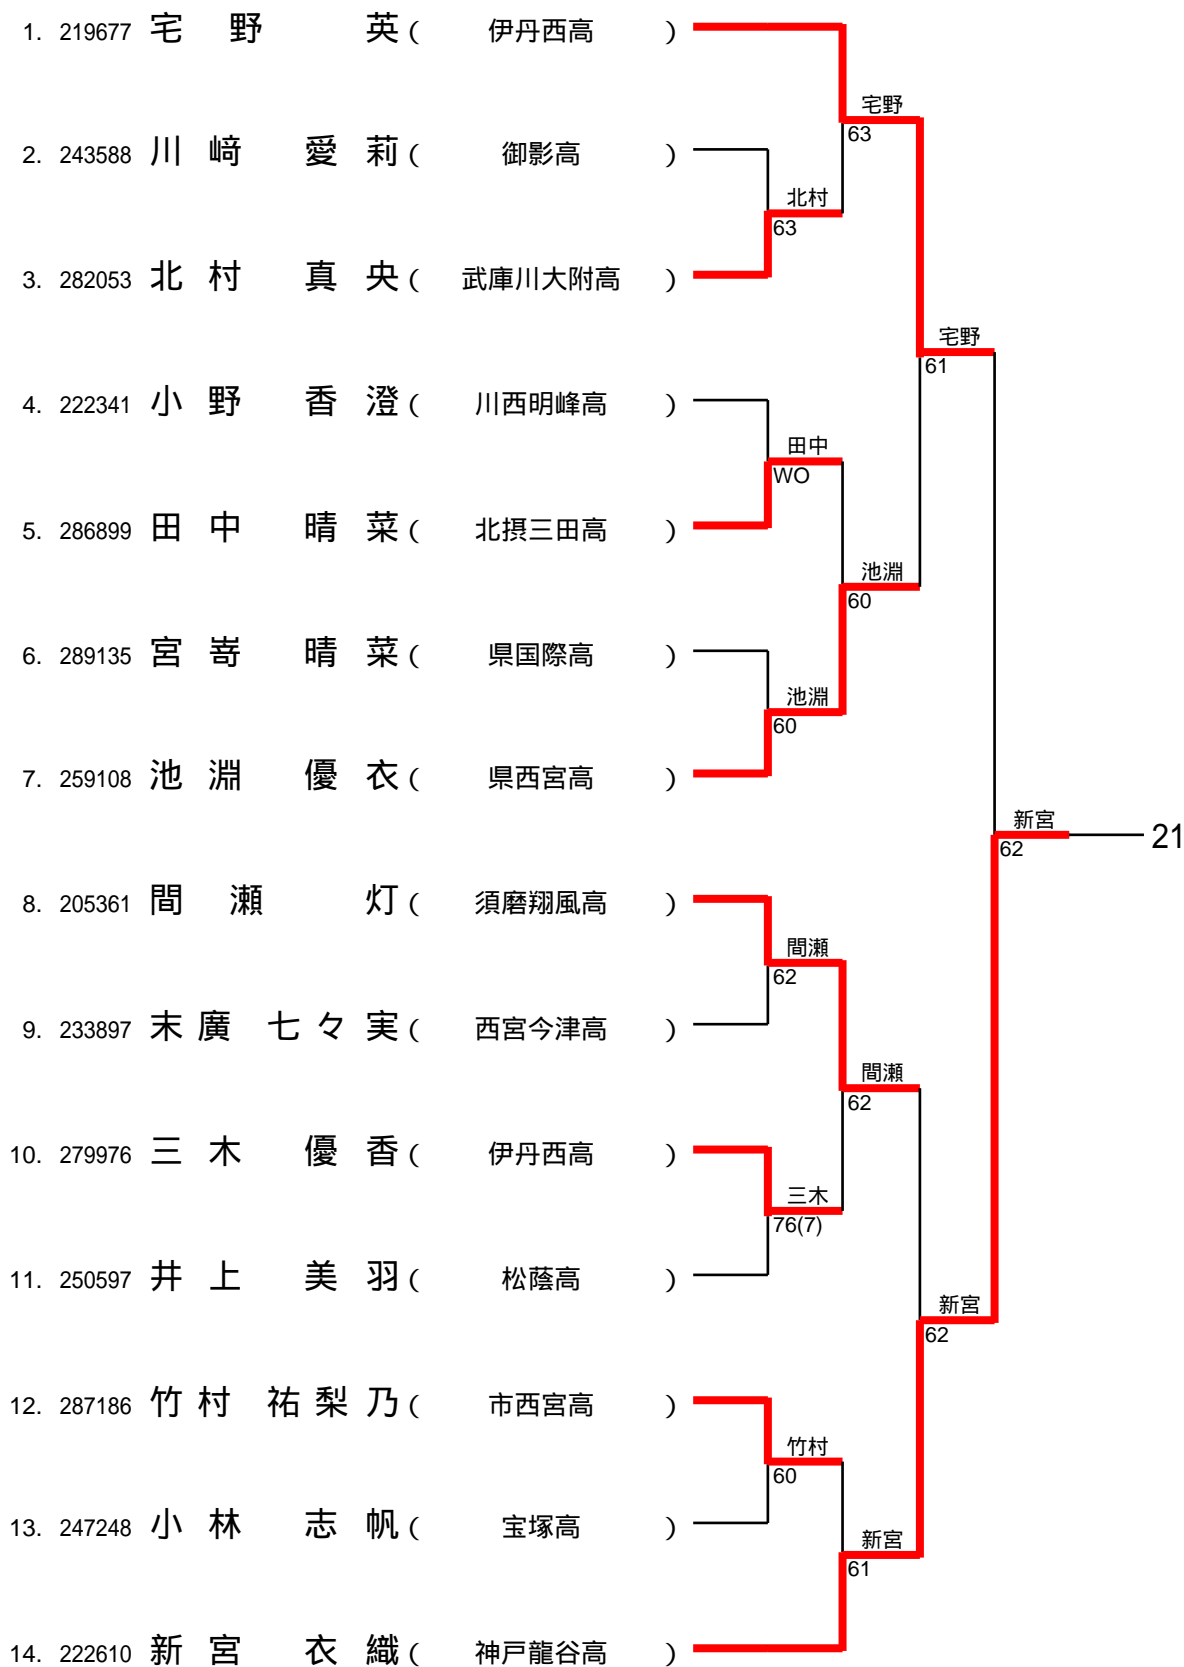 1. 219677 宅 野 英 ( 伊丹西高 )
宅野
63
2. 243588 川 﨑 愛 莉 ( 御影高 )
北村
63
3. 282053 北 村 真 央 ( 武庫川大附高 )
宅野
61
4. 222341 小 野 香 澄 ( 川西明峰高 )
田中
WO
5. 286899 田 中 晴 菜 ( 北摂三田高 )
池淵
60
6. 289135 宮 嵜 晴 菜 ( 県国際高 )
池淵
60
7. 259108 池 淵 優 衣 ( 県西宮高 )
新宮
62
21
8. 205361 間 瀬 灯 ( 須磨翔風高 )
間瀬
62
9. 233897 末 廣 七 々 実 ( 西宮今津高 )
間瀬
62
10. 279976 三 木 優 香 ( 伊丹西高 )
三木
76(7)
11. 250597 井 上 美 羽 ( 松蔭高 )
新宮
62
12. 287186 竹 村 祐 梨 乃 ( 市西宮高 )
竹村
60
13. 247248 小 林 志 帆 ( 宝塚高 )
新宮
61
14. 222610 新 宮 衣 織 ( 神戸龍谷高 )